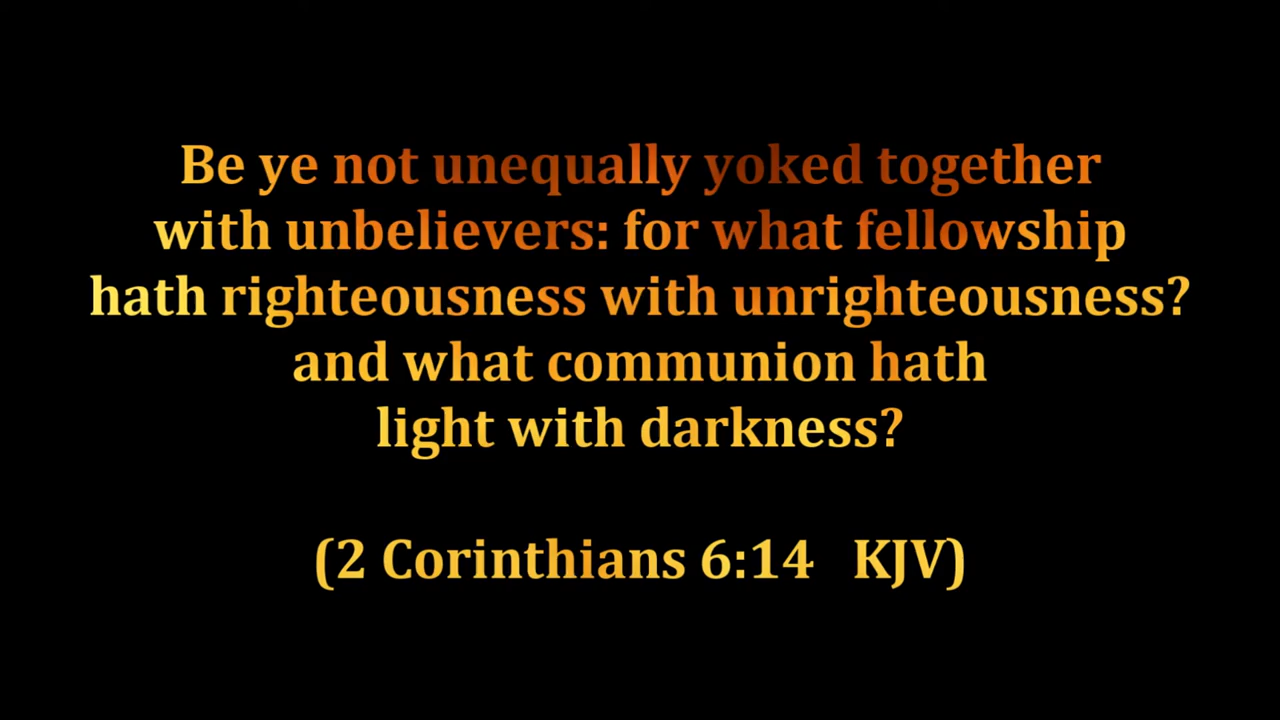 Be ye not unequally yoked together
with unbelievers: for what fellowship
hath righteousness with unrighteousness?
and what communion hath
light with darkness?
(2 Corinthians 6:14   KJV)